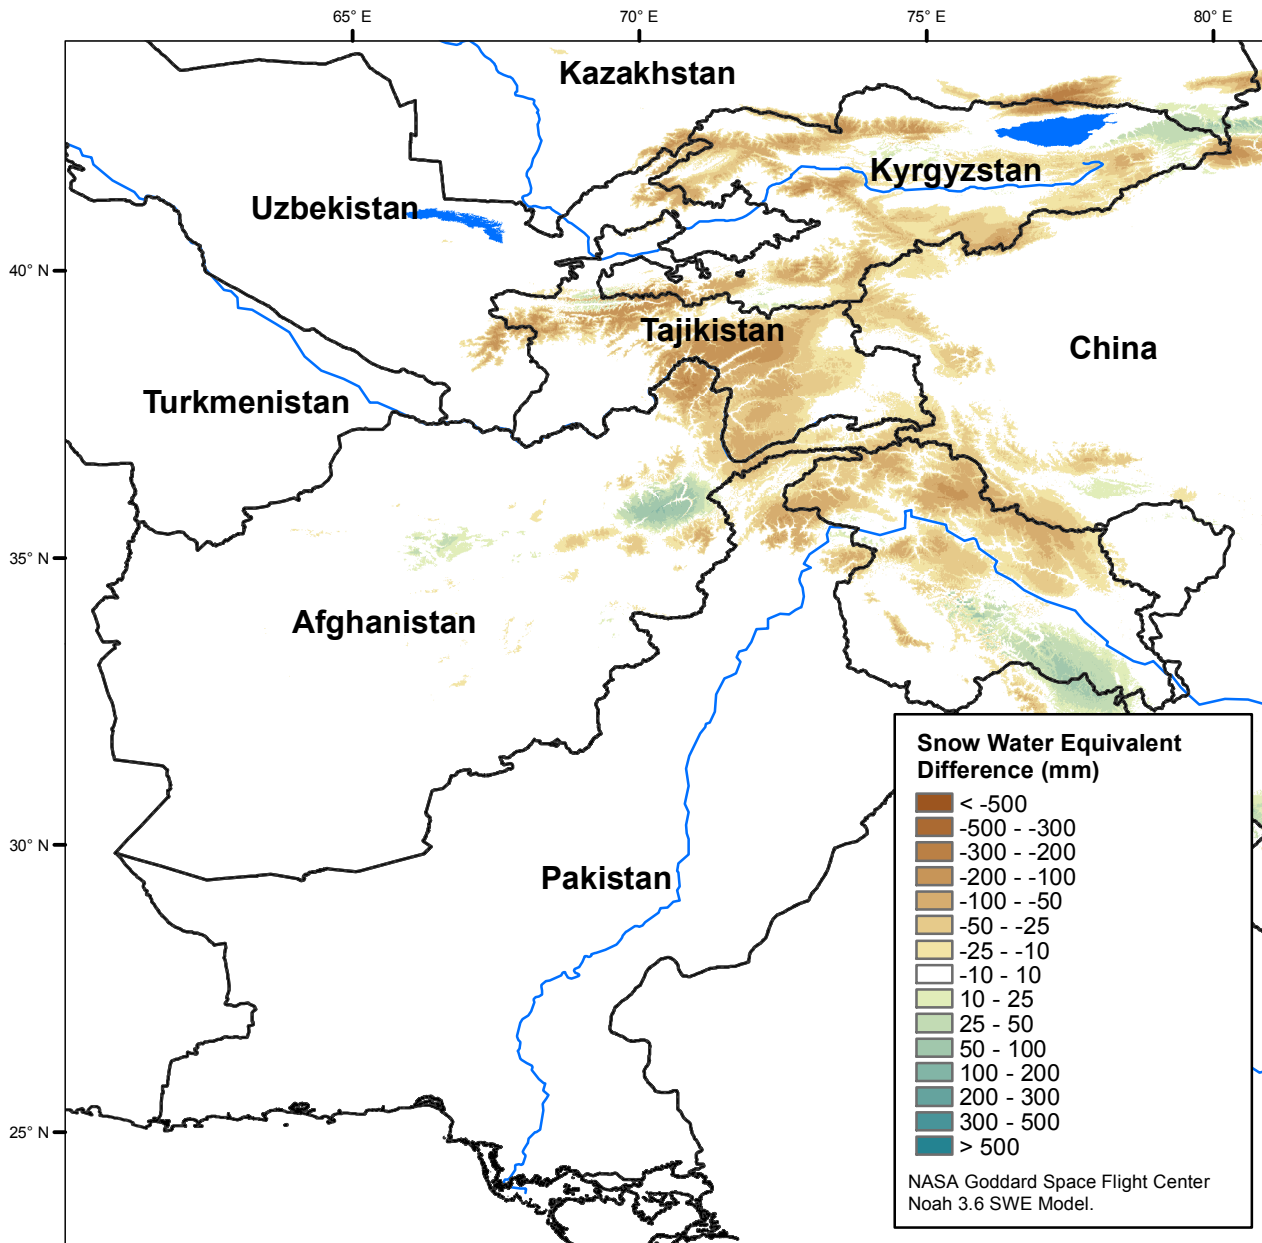 65° E
70° E
75° E
80° E
Kazakhstan
Kyrgyzstan
Uzbekistan
40° N
Tajikistan
China
Turkmenistan
35° N
Afghanistan
Snow Water Equivalent
Difference (mm)
< -500
-500 - -300
-300 - -200
-200 - -100
-100 - -50
-50 - -25
-25 - -10
-10 - 10
10 - 25
25 - 50
50 - 100
100 - 200
200 - 300
300 - 500
> 500
NASA Goddard Space Flight Center
Noah 3.6 SWE Model.
30° N
Pakistan
25° N